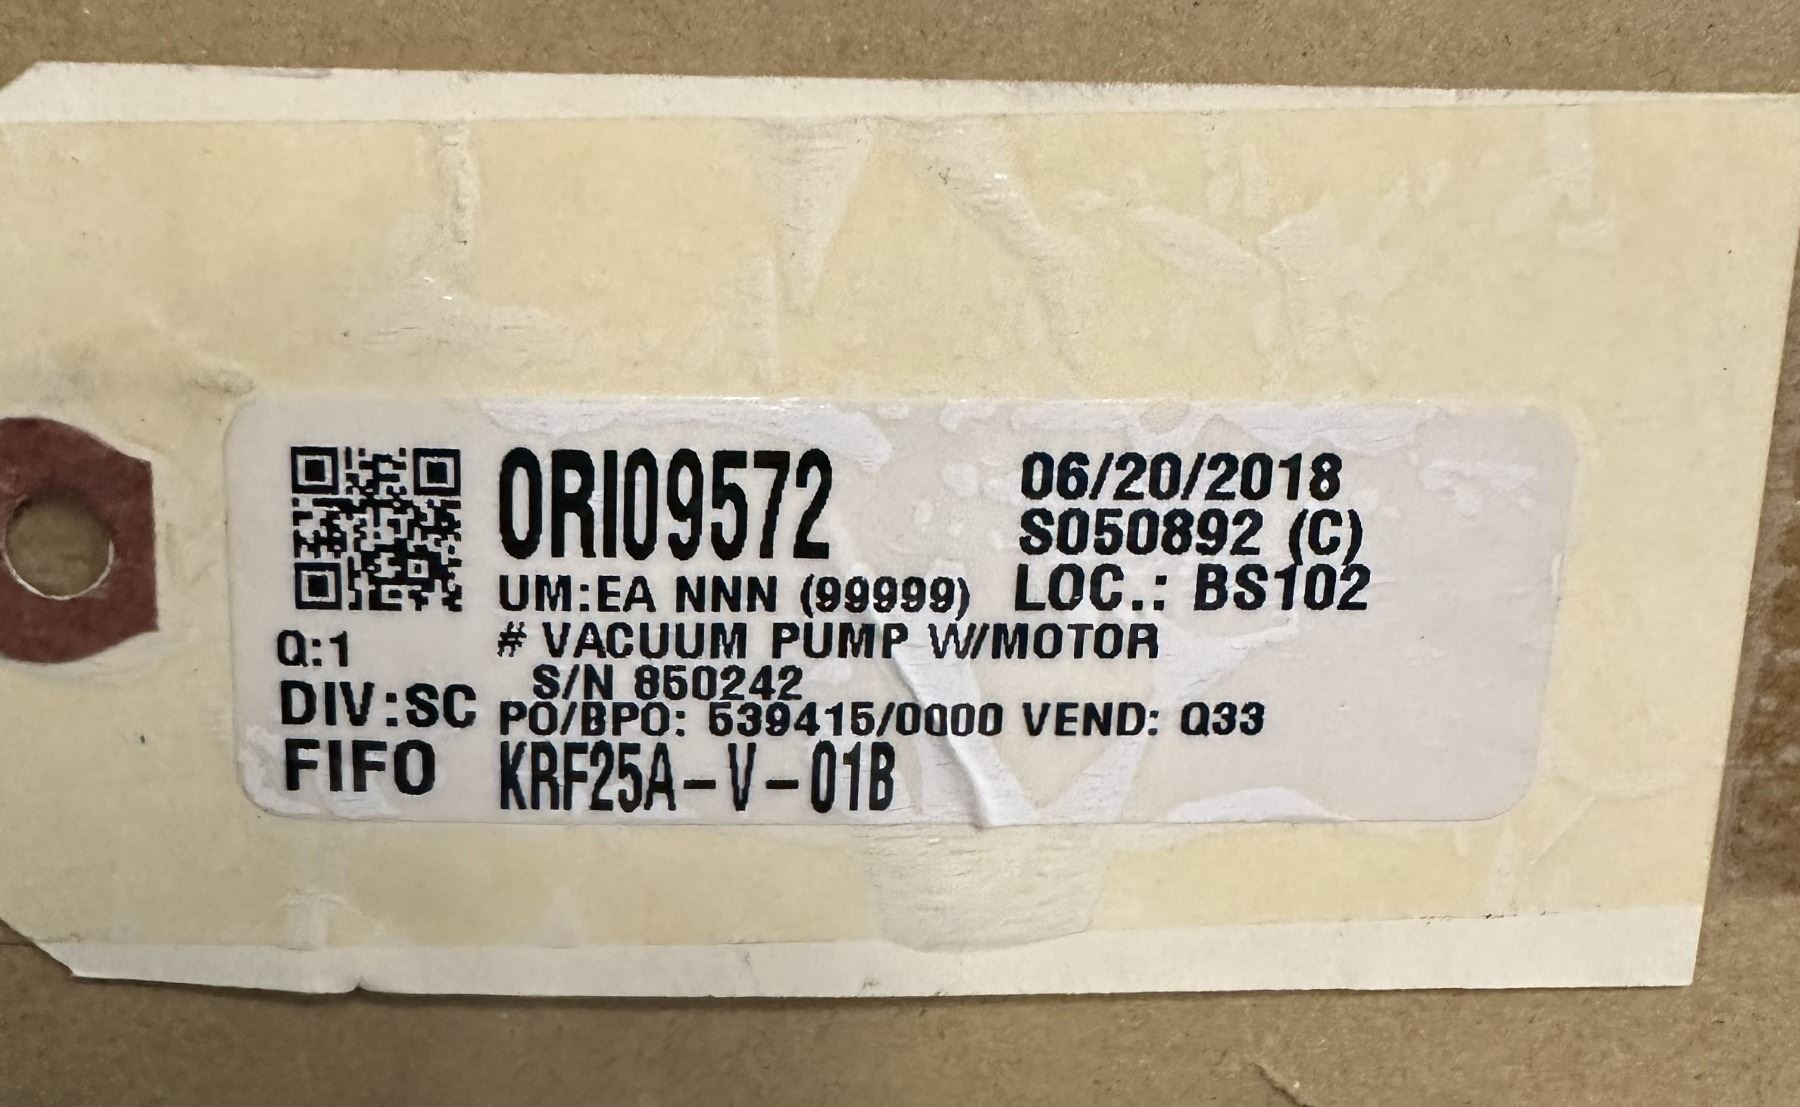 ORI09572
06/20/2018
S050892 (C)
UM:EA NNN (99999)
LOC.: BS102
Q:1
# VACUUM PUMP W/MOTOR
S/N 850242
DIV:SC
PO/BPO: 539415/0000 VEND: Q33
FIFO
KRF25A-V-01B